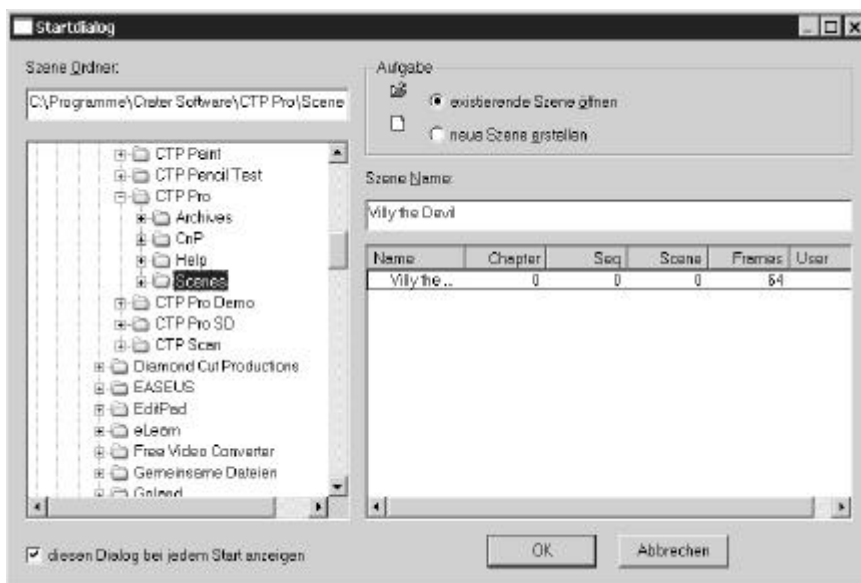 Startdialog
Szene Ordner:
C:\Programme\Crater Software\CTP Pro\Scene
CTP Paint
CTP Pencil Test
CTP Pro
Archives
CnP
Help
Scenes
CTP Pro Demo
CTP Pro SD
CTP Scan
Diamond Cut Productions
EASEUS
EditPad
eLearn
Free Video Converter
Gemeinsame Dateien
diesen Dialog bei jedem Start anzeigen
Aufgabe
existierende Szene öffnen
neue Szene erstellen
Szene Name:
Villy the Devil
Name Chapter Seq Scene Frames User
Villy the... 0 0 0 64
OK Abbrechen